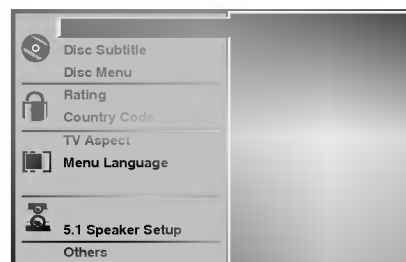 Disc Subtitle
Disc Menu
Rating
Country Code
TV Aspect
Menu Language
5.1 Speaker Setup
Others